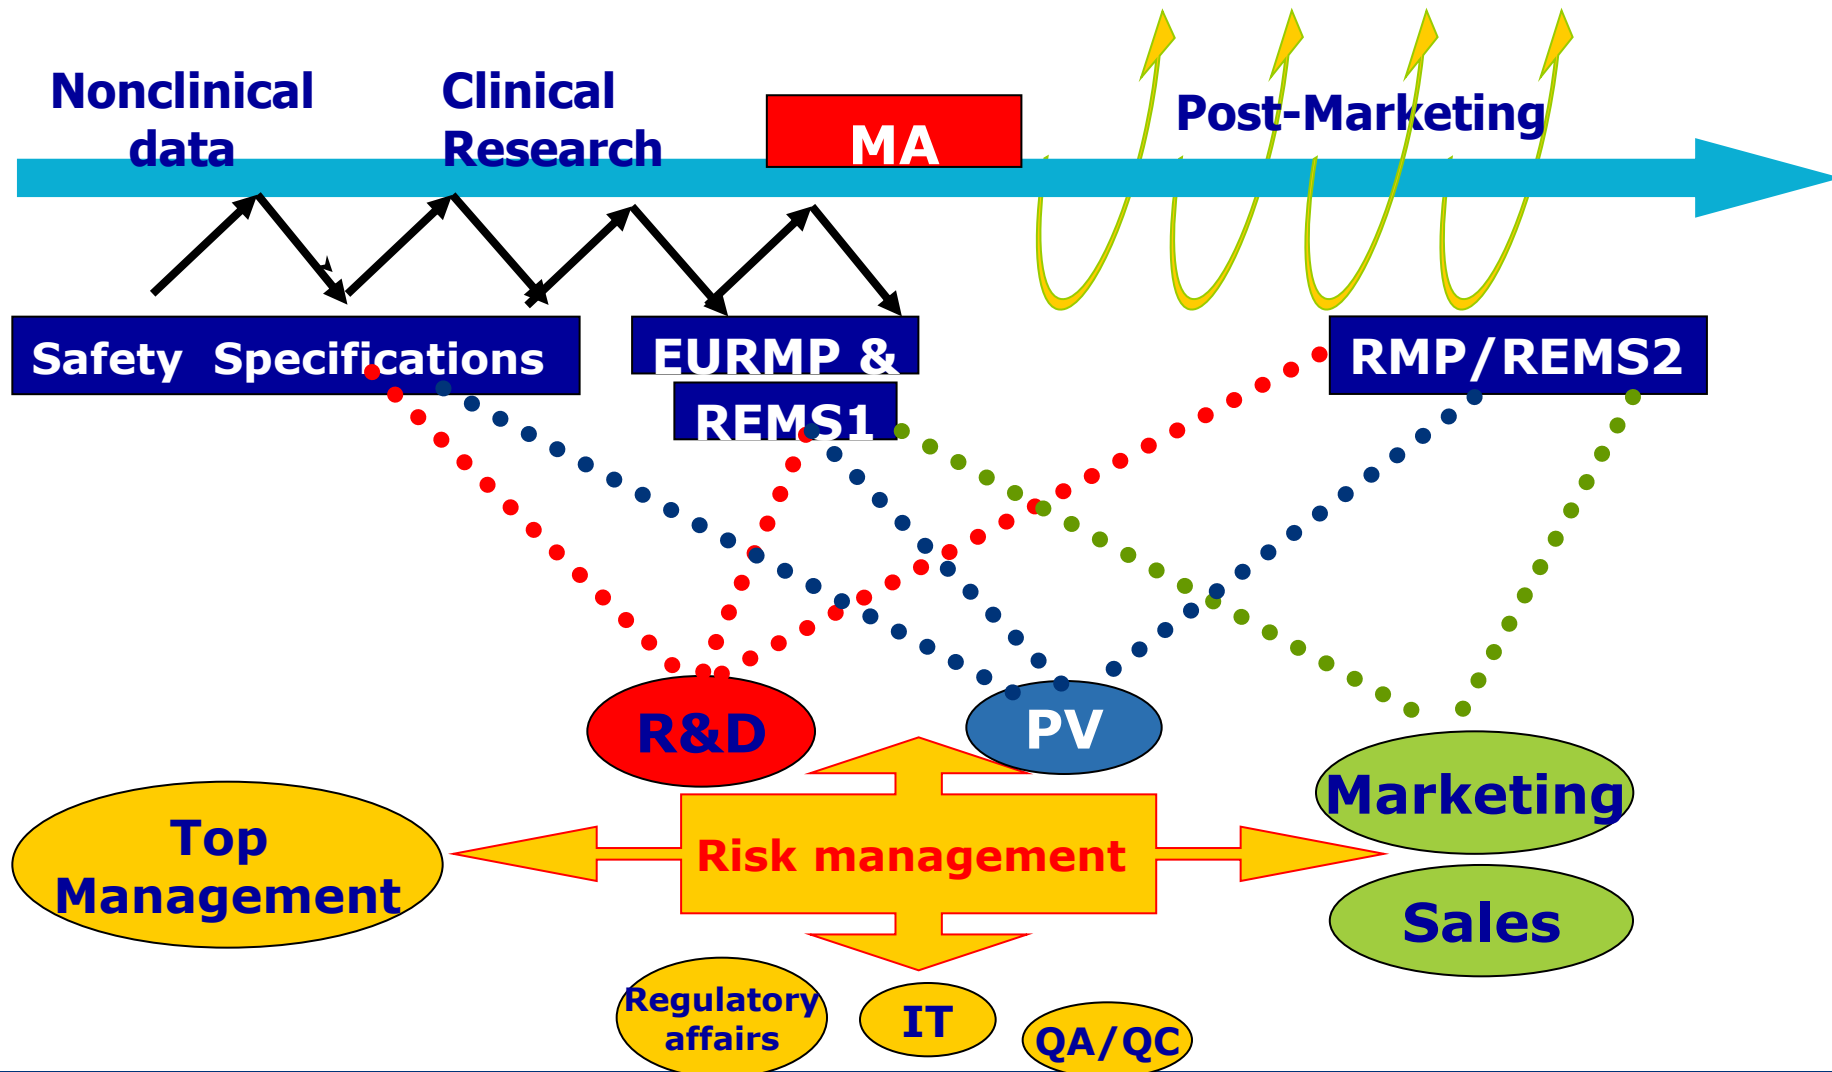 Nonclinical
data
Clinical
Research
MA
Post-Marketing
Safety Specifications
EURMP &
REMS1
RMP/REMS2
R&D
PV
Marketing
Top
Management
Risk management
Sales
Regulatory
affairs
IT
QA/QC